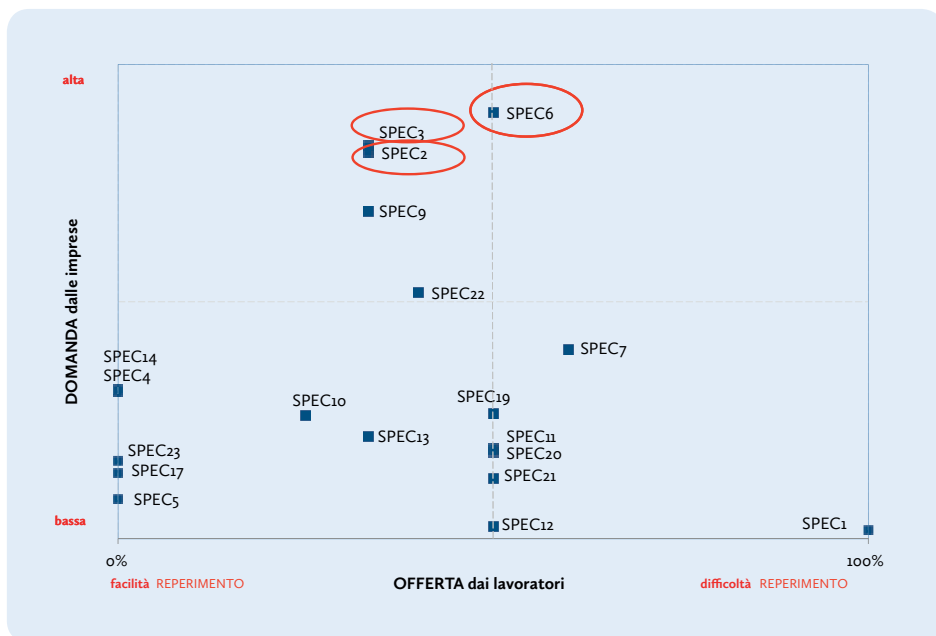 alta
SPEC6
SPEC3
SPEC2
SPEC9
DOMANDA dalle imprese
SPEC22
SPEC7
SPEC14
SPEC4
SPEC19
SPEC10
SPEC13
SPEC11
SPEC20
SPEC23
SPEC17
SPEC21
SPEC5
bassa
SPEC12
SPEC1
0%
100%
facilità REPERIMENTO
OFFERTA dai lavoratori
difficoltà REPERIMENTO